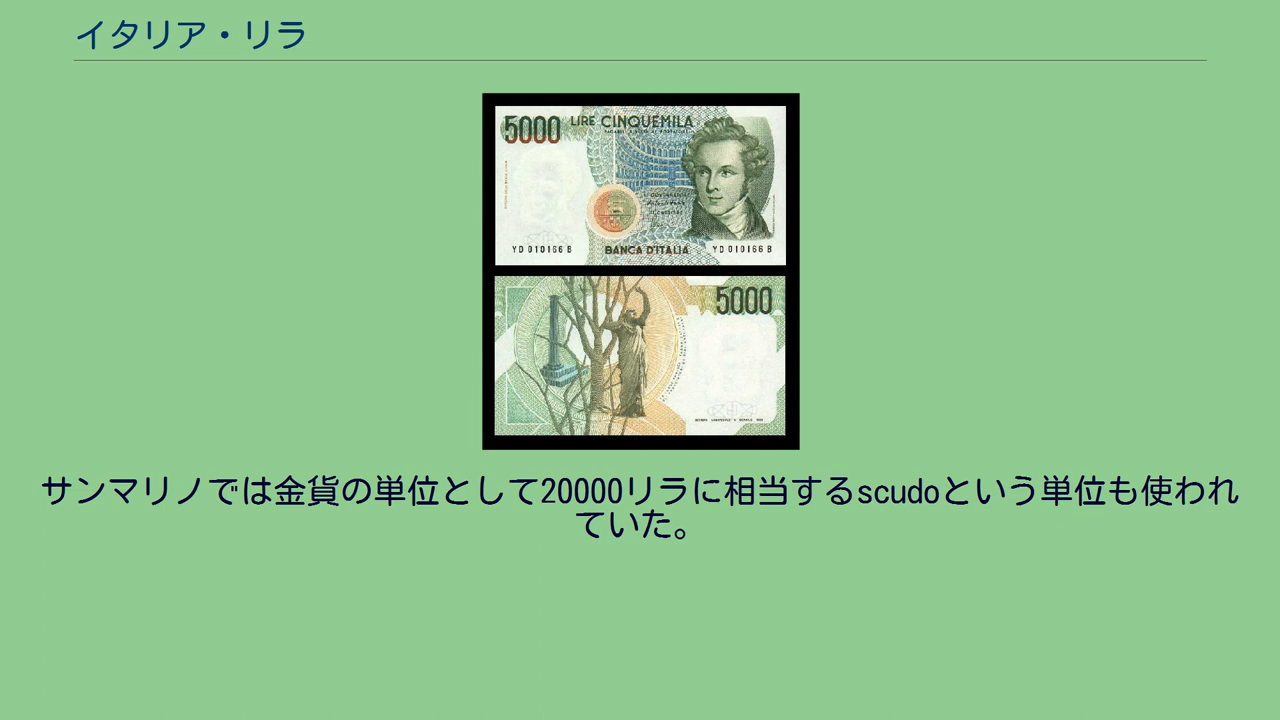 イタリア・リラ
5000 LIRE CINQUEMILA
YD 010166 B BANCA D'ITALIA YD 010166 B
5000
サンマリノでは金貨の単位として20000リラに相当するscudoという単位も使われ
ていた。